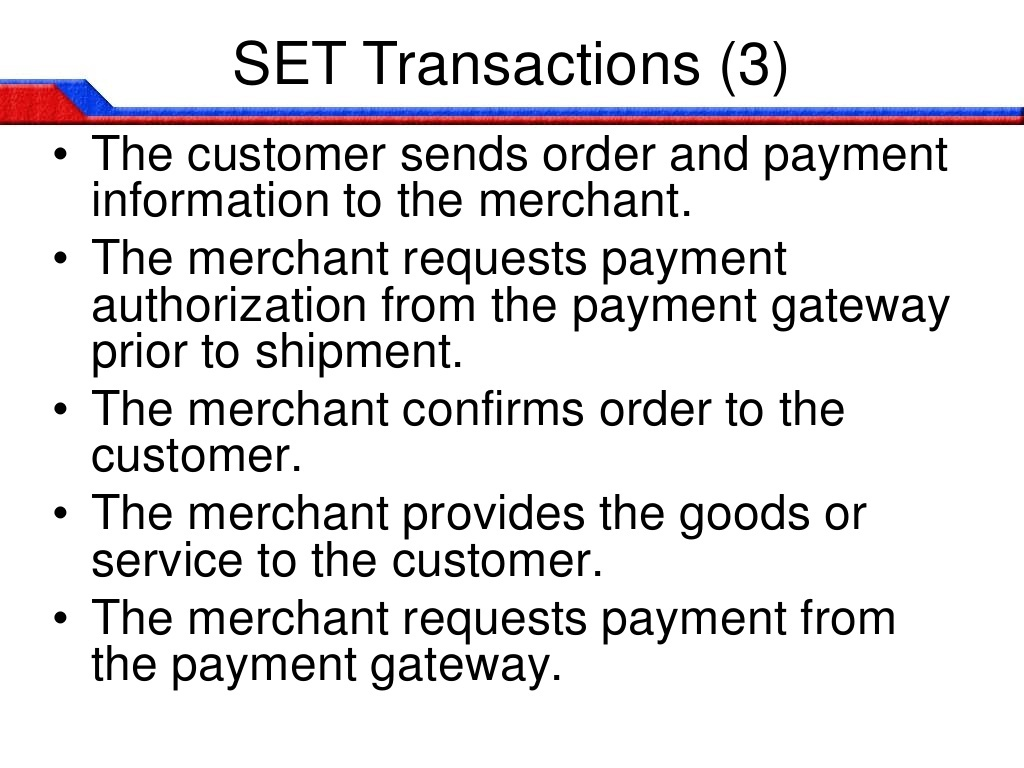 SET Transactions (3)
• The customer sends order and payment
information to the merchant.
• The merchant requests payment
authorization from the payment gateway
prior to shipment.
• The merchant confirms order to the
customer.
• The merchant provides the goods or
service to the customer.
• The merchant requests payment from
the payment gateway.